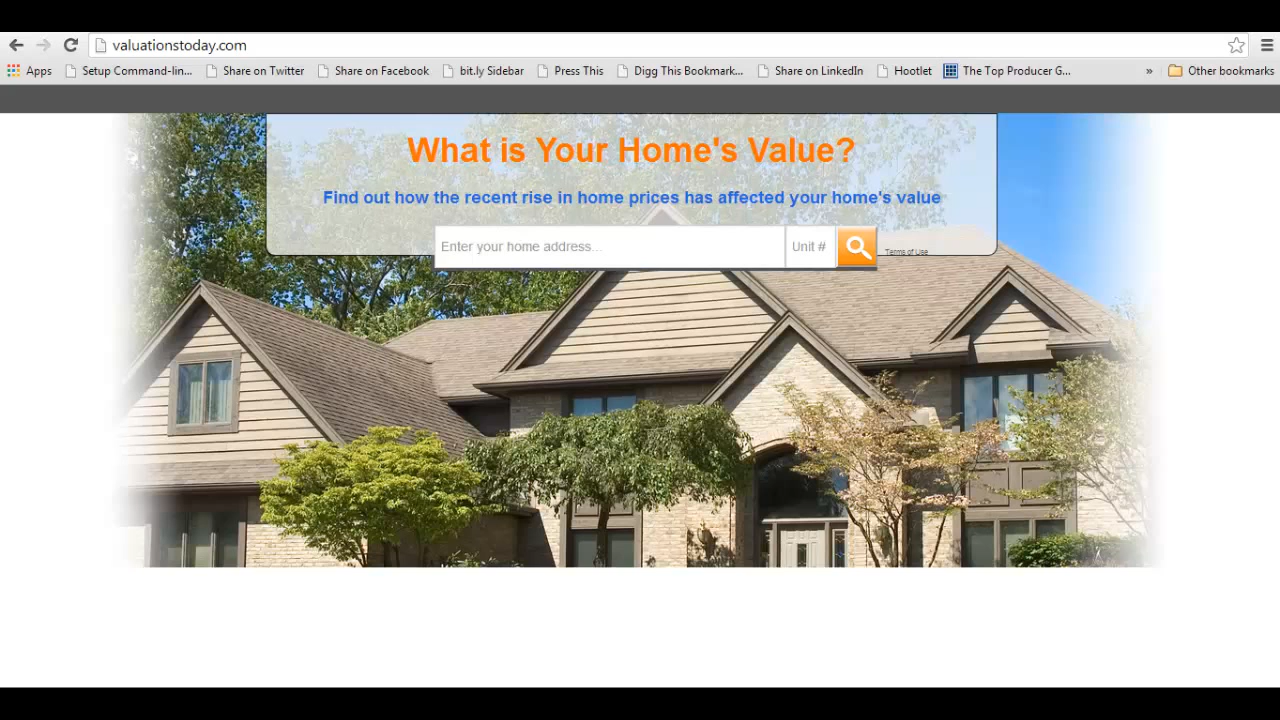 valuationstoday.com
Apps Setup Command-lin... Share on Twitter Share on Facebook bit.ly Sidebar Press This Digg This Bookmark... Share on LinkedIn Hootlet The Top Producer G... » Other bookmarks
What is Your Home's Value?
Find out how the recent rise in home prices has affected your home's value
Enter your home address... Unit # Terms of Use